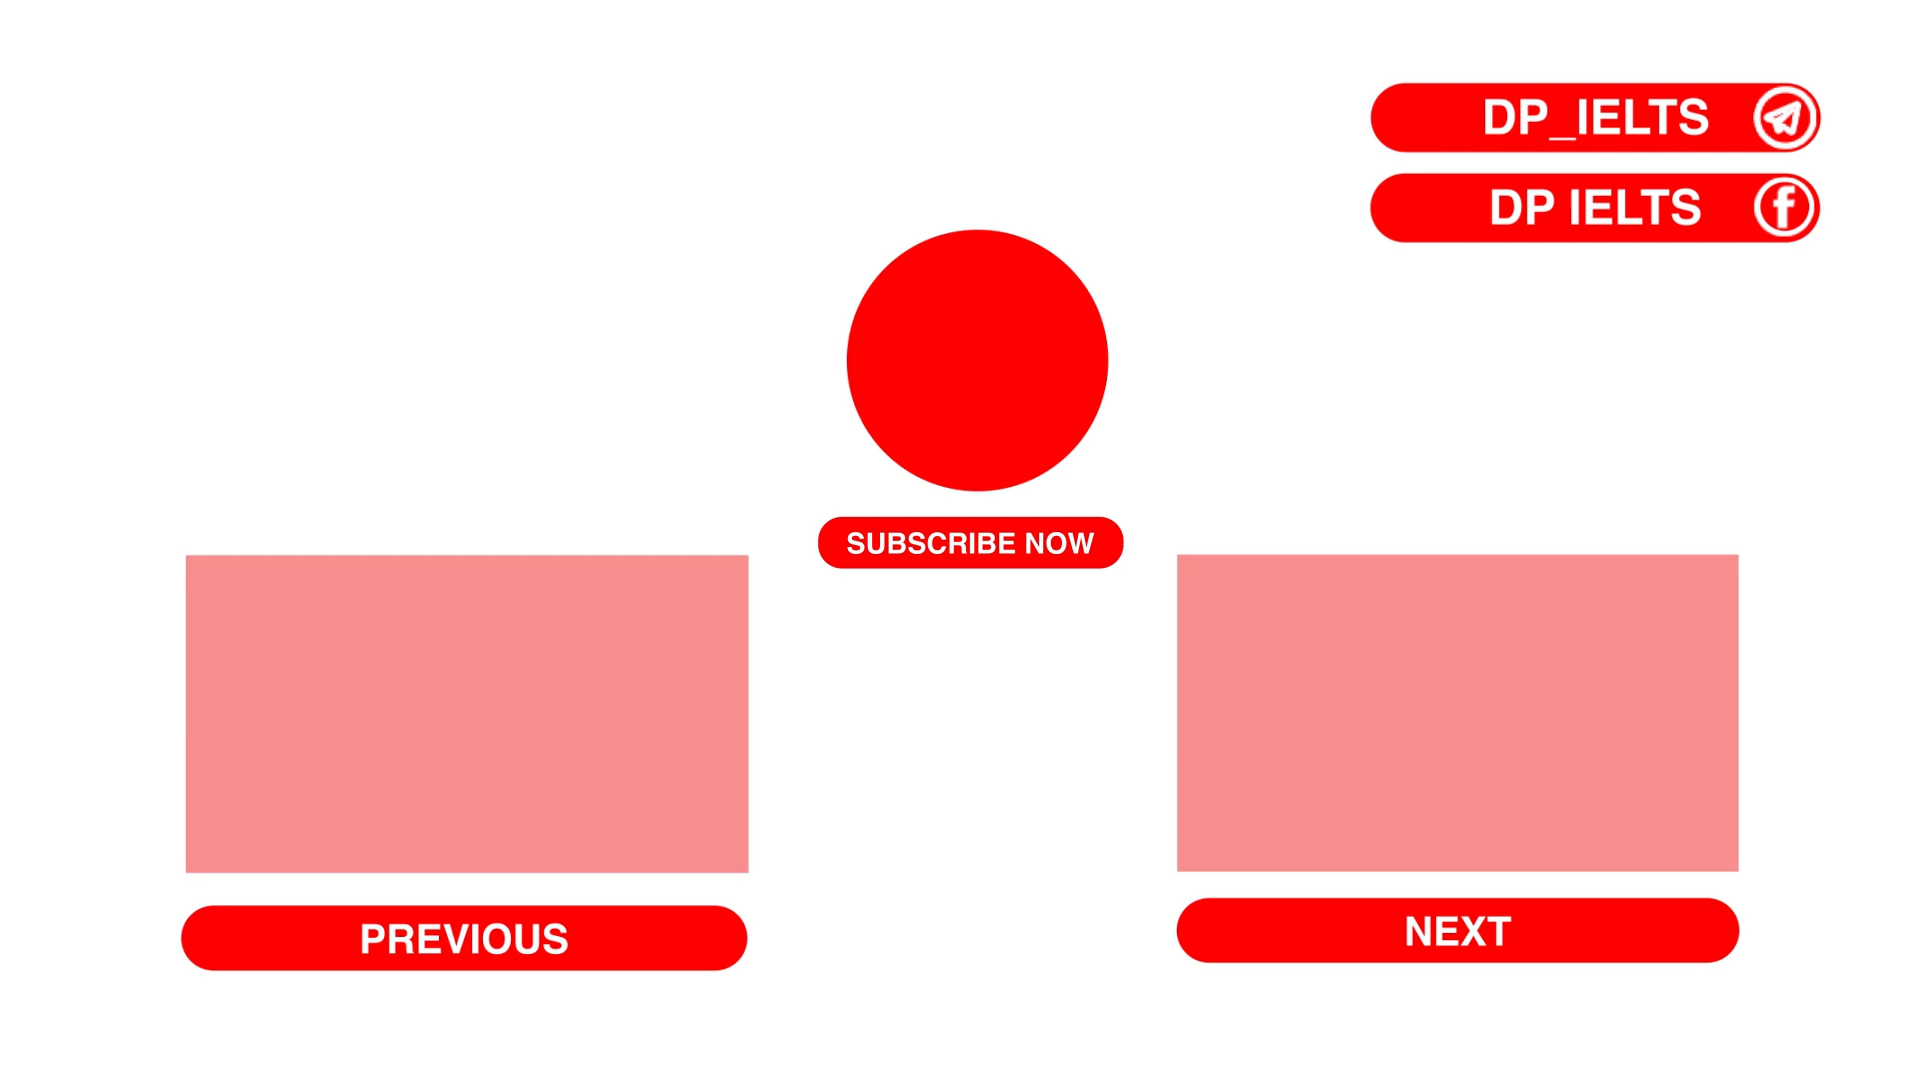 DP_IELTS
DP IELTS
SUBSCRIBE NOW
PREVIOUS
NEXT